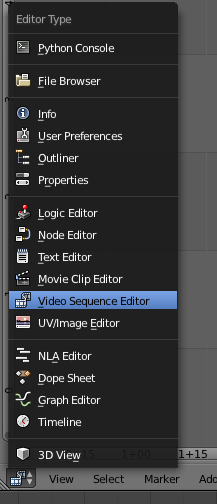 Editor Type
Python Console
File Browser
Info
User Preferences
Outliner
Properties
Logic Editor
Node Editor
Text Editor
Movie Clip Editor
Video Sequence Editor
UV/Image Editor
NLA Editor
Dope Sheet
Graph Editor
Timeline
3D View
15 1+00 1+15
View Select Marker Add